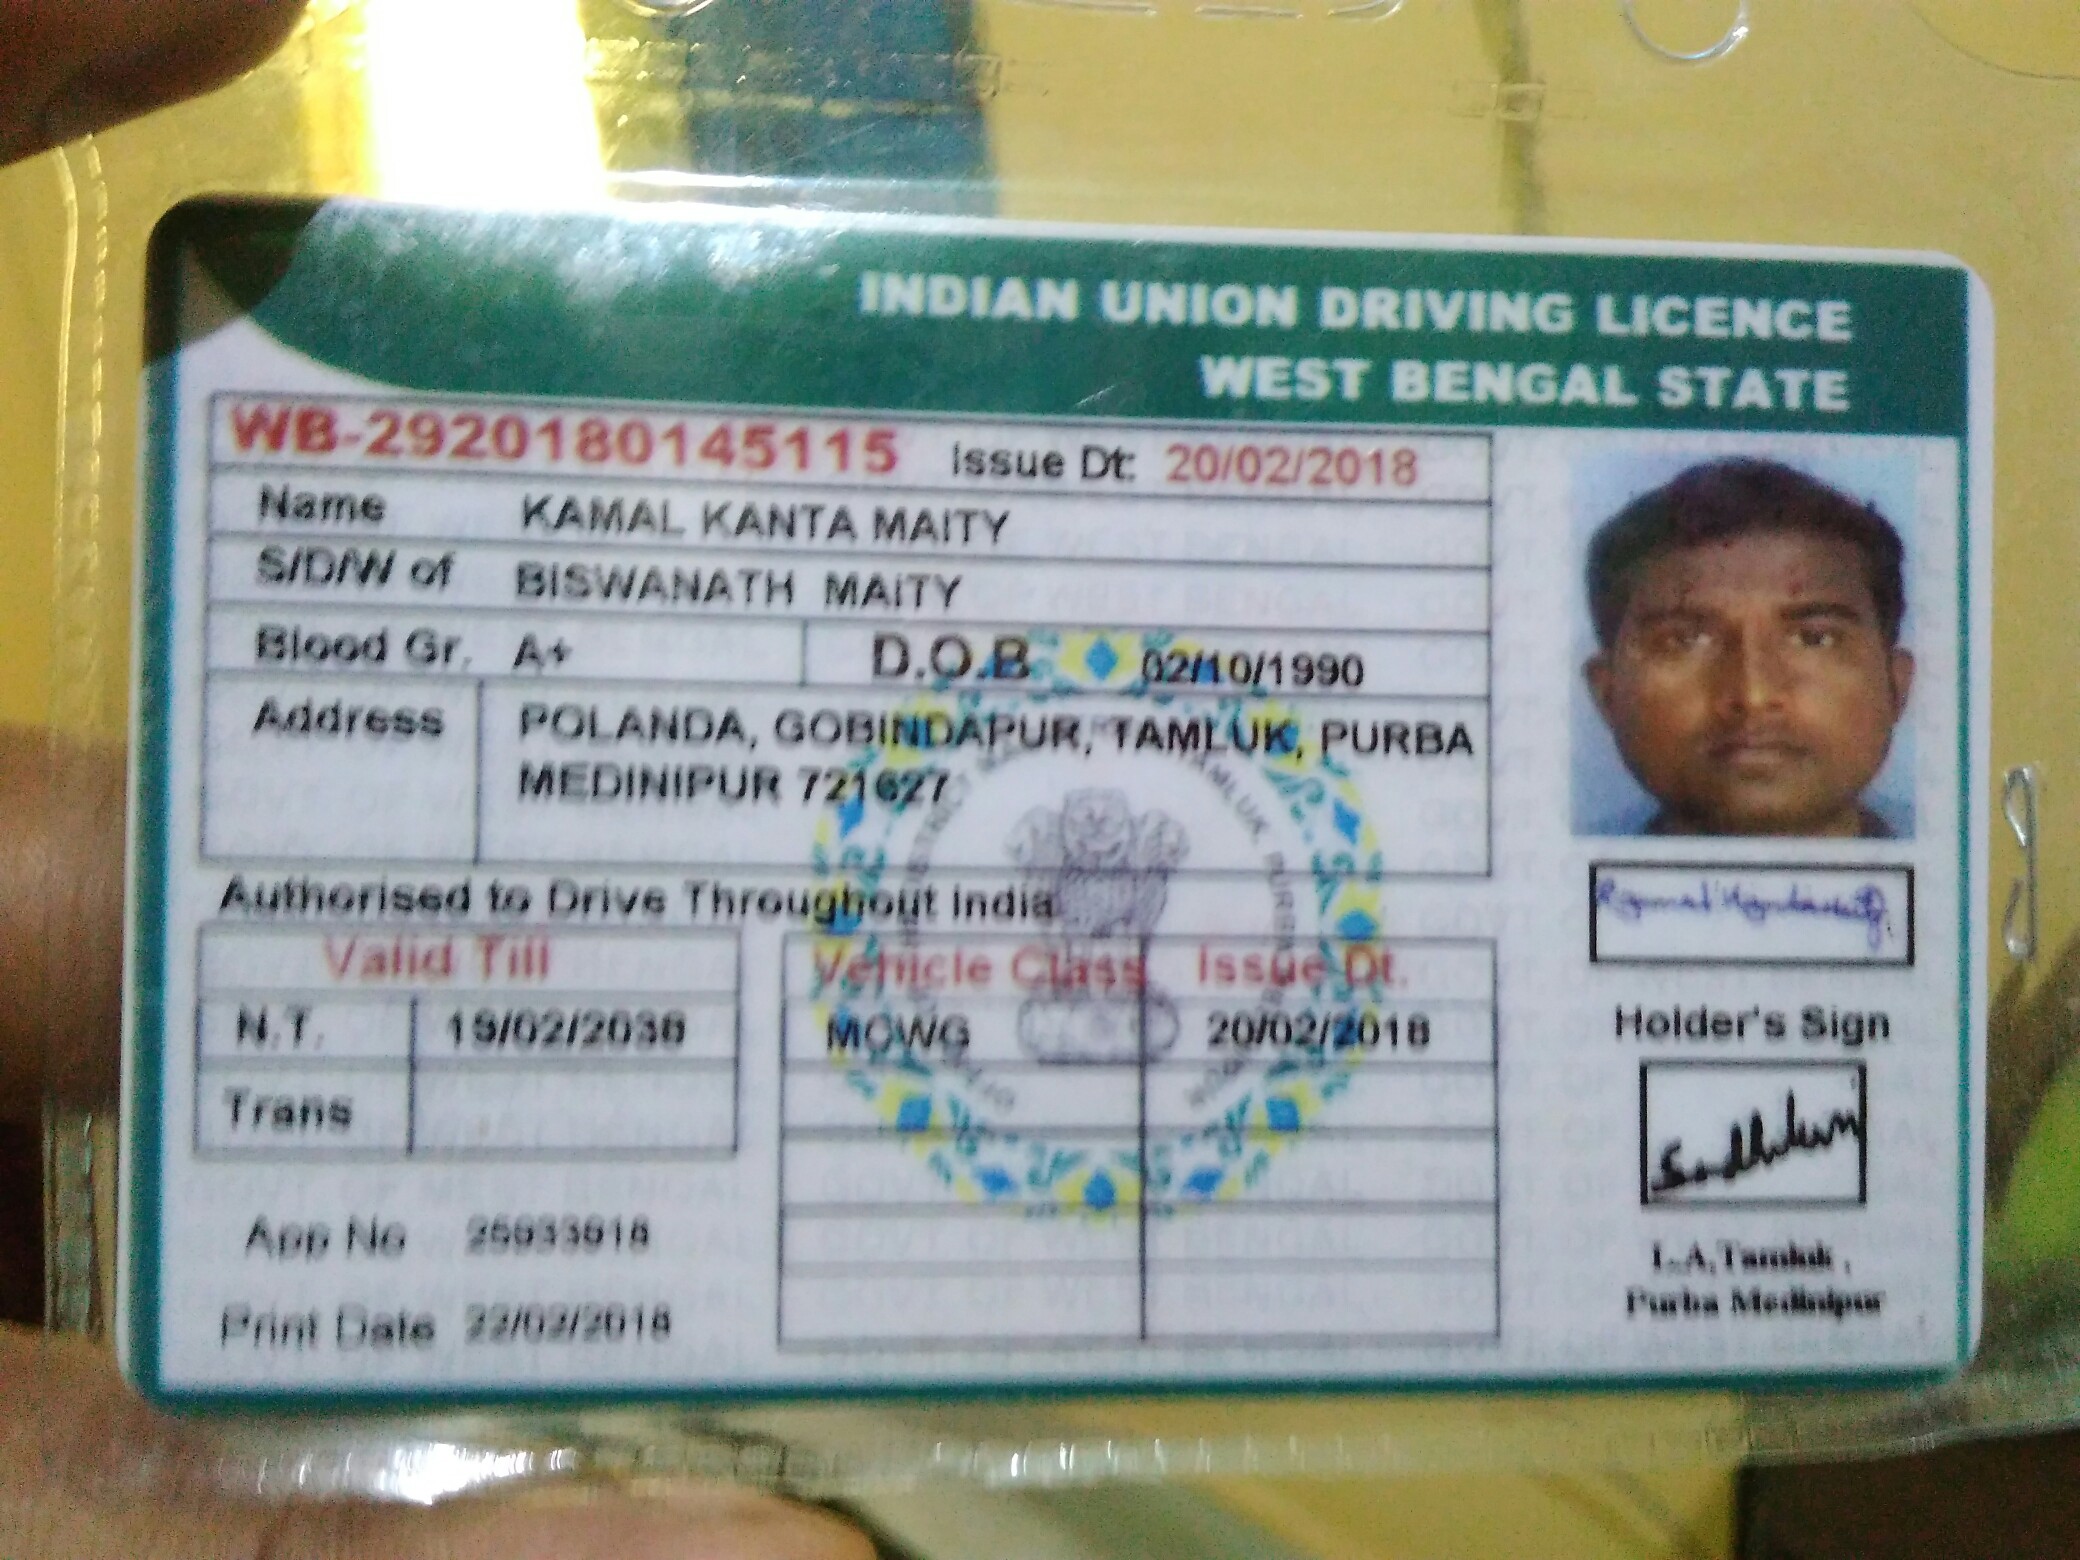 INDIAN UNION DRIVING LICENCE
WEST BENGAL STATE
WB-2920180145115 Issue Dt: 20/02/2018
Name KAMAL KANTA MAITY
S/D/W of BISWANATH MAITY
Blood Gr. A+ D.O.B 02/10/1990
Address POLANDA, GOBINDAPUR, TAMLUK, PURBA
MEDINIPUR 721627
Authorised to Drive Throughout India
Valid Till Vehicle Class Issue Dt.
N.T. 19/02/2038 MCWG 20/02/2018
Holder's Sign
Trans
App No
Print Date 22/02/2018
L.A, Tamluk,
Purba Medinipur